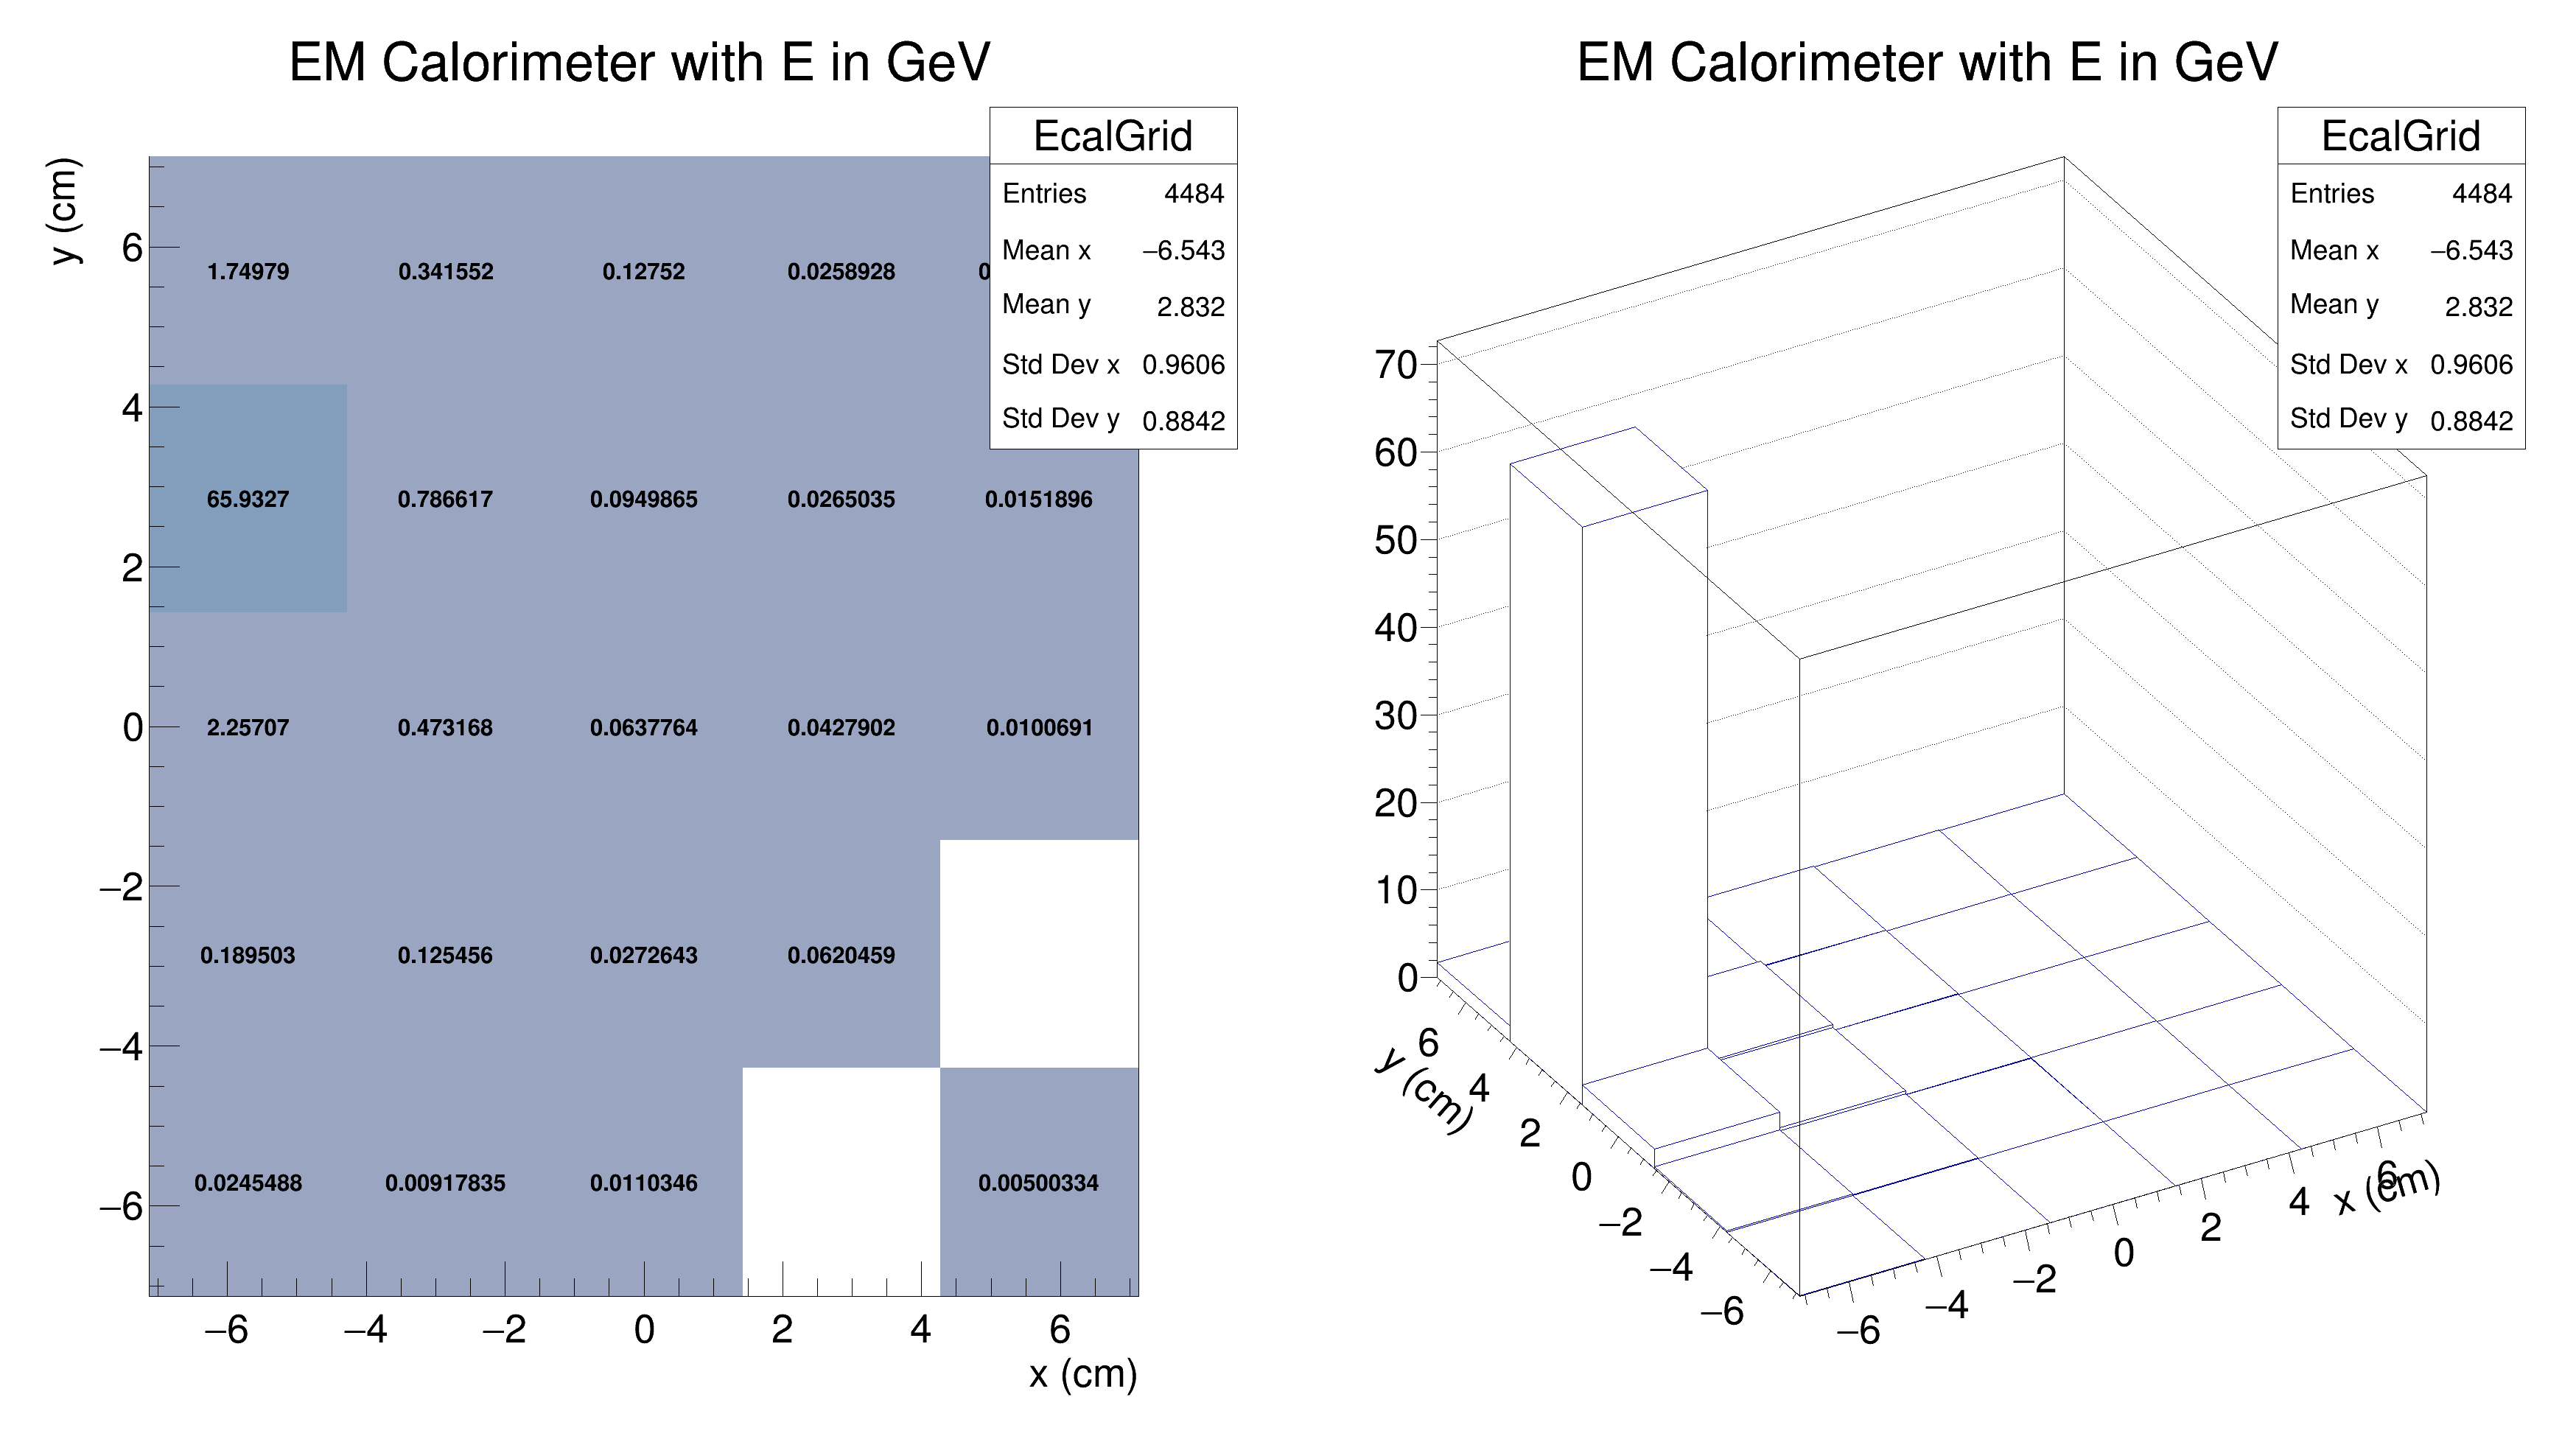 EM Calorimeter with E in GeV
EcalGrid
Entries 4484
Mean x −6.543
Mean y 2.832
Std Dev x 0.9606
Std Dev y 0.8842
y (cm)
6
4
2
0
−2
−4
−6
1.74979 0.341552 0.12752 0.0258928
65.9327 0.786617 0.0949865 0.0265035 0.0151896
2.25707 0.473168 0.0637764 0.0427902 0.0100691
0.189503 0.125456 0.0272643 0.0620459
0.0245488 0.00917835 0.0110346 0.00500334
−6 −4 −2 0 2 4 6
x (cm)
EM Calorimeter with E in GeV
EcalGrid
Entries 4484
Mean x −6.543
Mean y 2.832
Std Dev x 0.9606
Std Dev y 0.8842
70
60
50
40
30
20
10
0
6
4
2
0
−2
−4
−6
y (cm)
−6 −4 −2 0 2 4 6
x (cm)